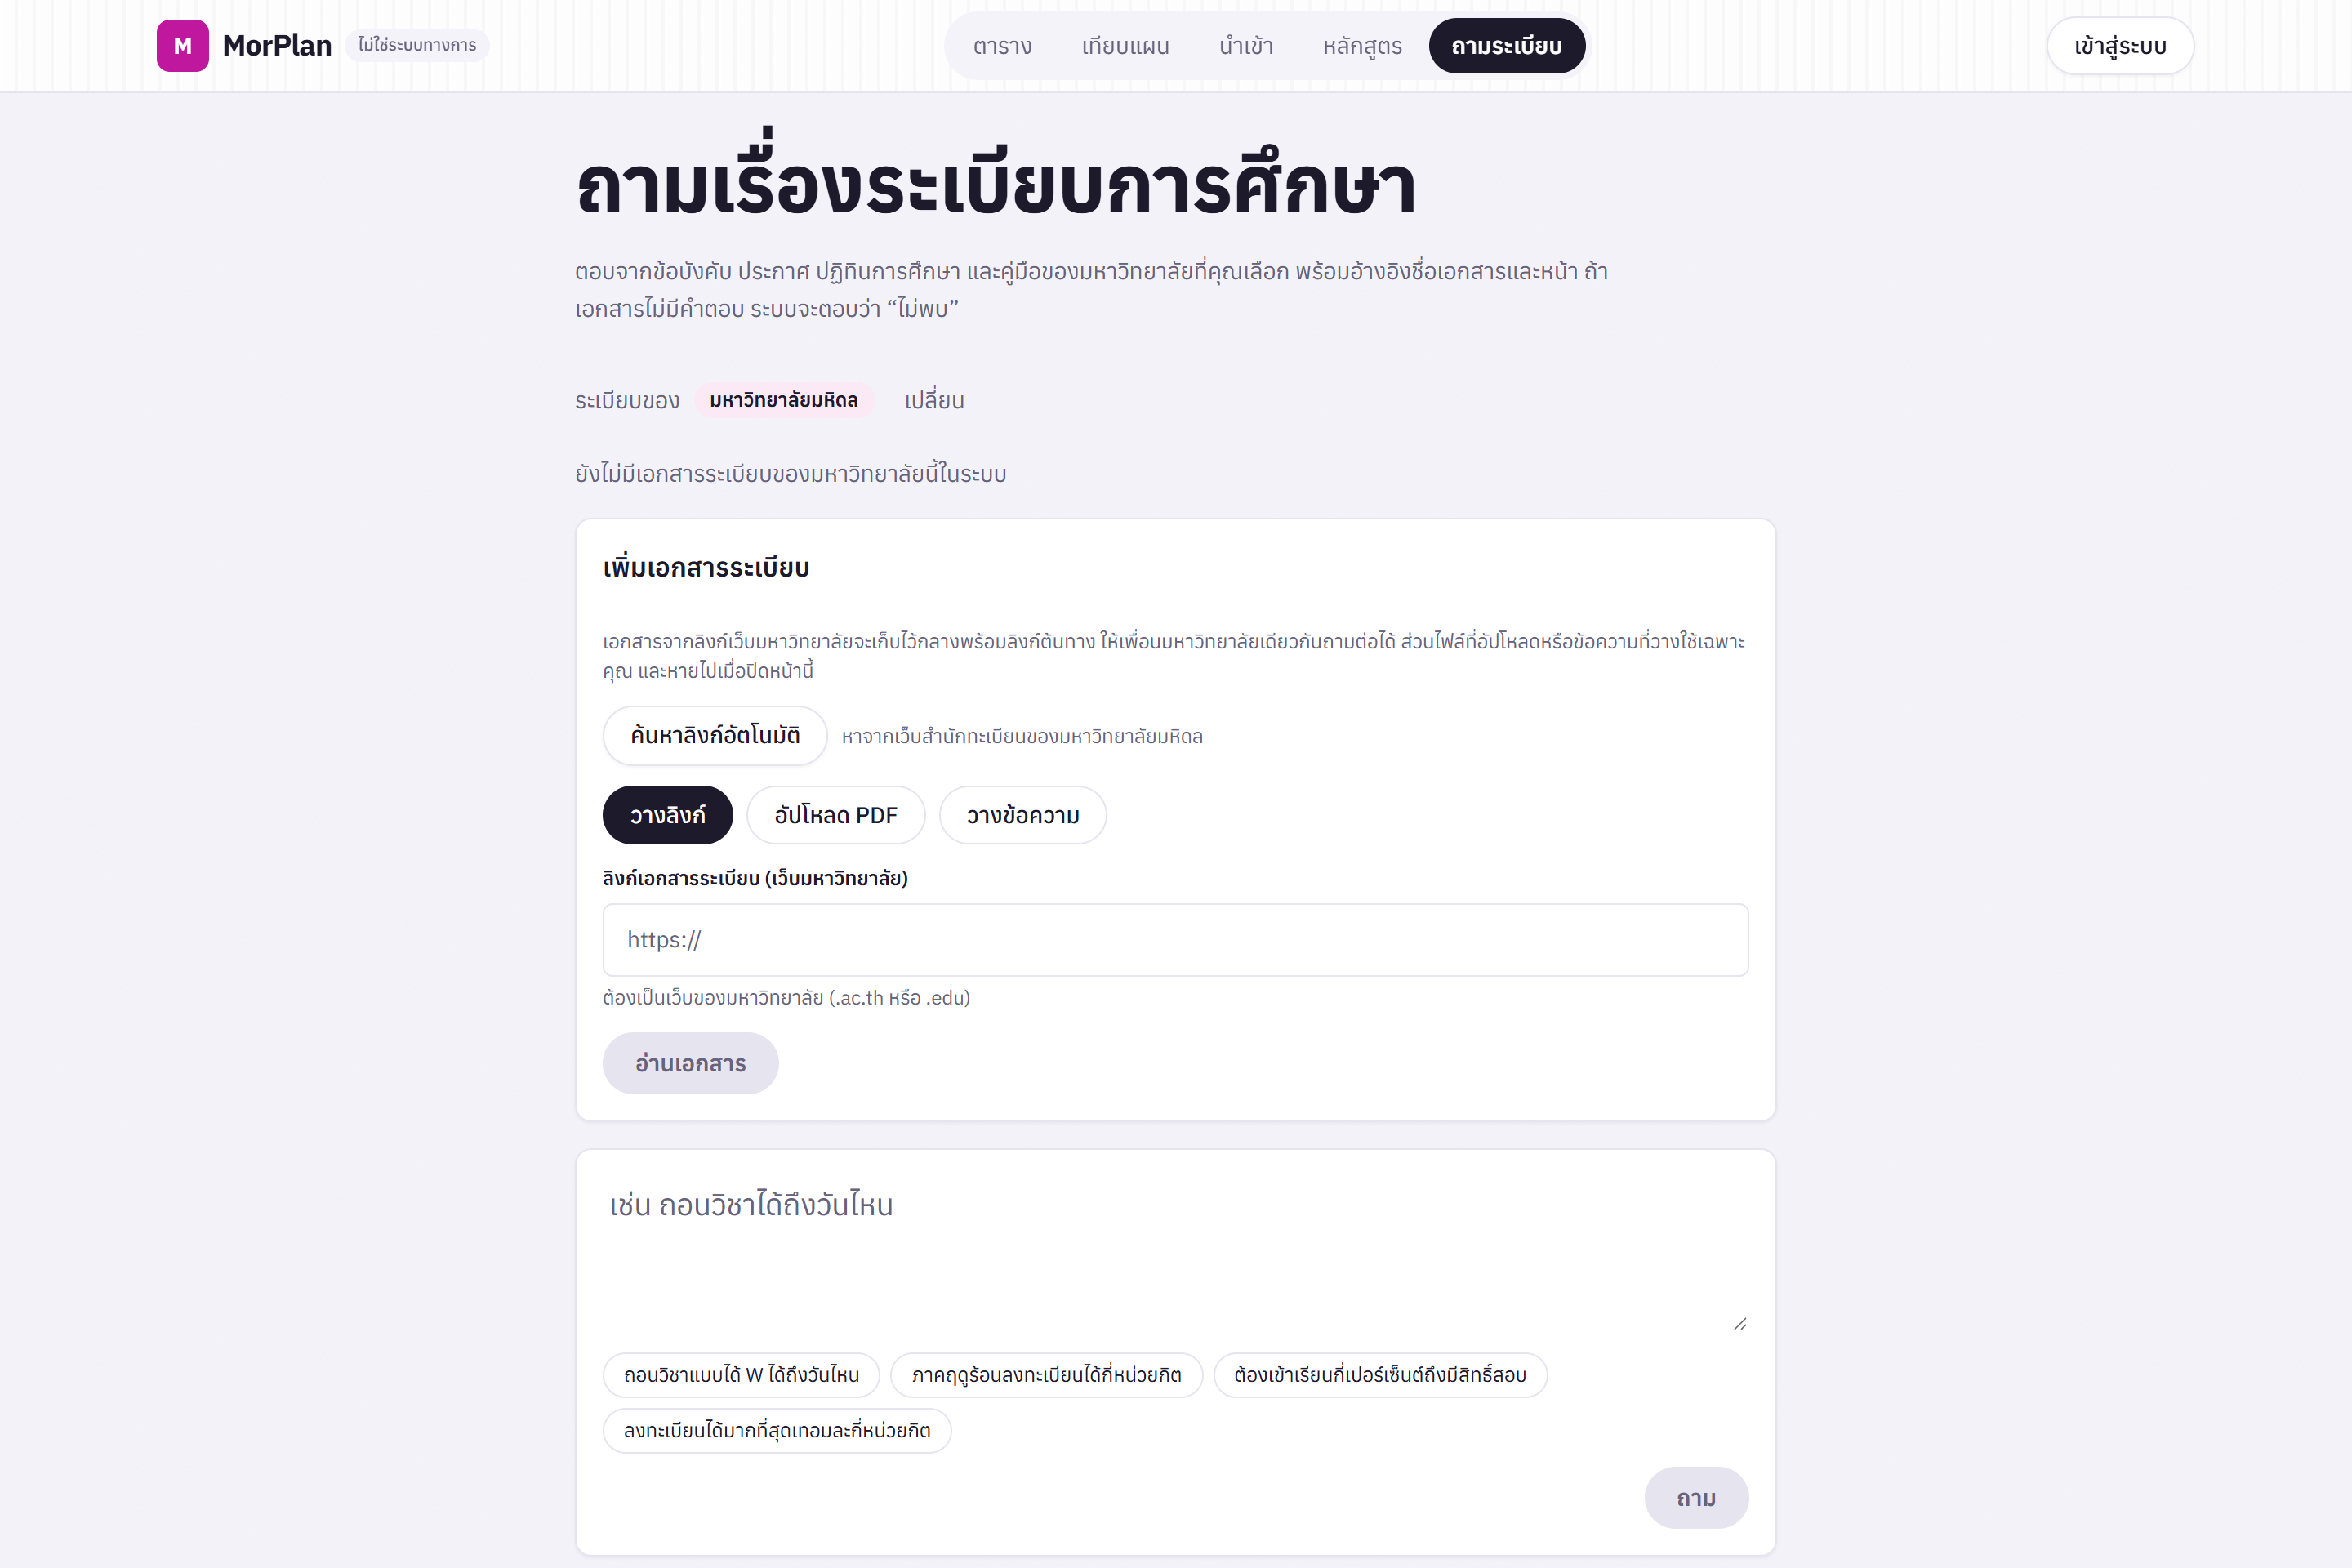 M MorPlan ไม่ใช่ระบบทางการ ตาราง เทียบแผน นำเข้า หลักสูตร ถามระเบียบ เข้าสู่ระบบ
ถามเรื่องระเบียบการศึกษา
ตอบจากข้อบังคับ ประกาศ ปฏิทินการศึกษา และคู่มือของมหาวิทยาลัยที่คุณเลือก พร้อมอ้างอิงชื่อเอกสารและหน้า ถ้า
เอกสารไม่มีคำตอบ ระบบจะตอบว่า “ไม่พบ”
ระเบียบของ มหาวิทยาลัยมหิดล เปลี่ยน
ยังไม่มีเอกสารระเบียบของมหาวิทยาลัยนี้ในระบบ
เพิ่มเอกสารระเบียบ
เอกสารจากลิงก์เว็บมหาวิทยาลัยจะเก็บไว้กลางพร้อมลิงก์ต้นทาง ให้เพื่อนมหาวิทยาลัยเดียวกันถามต่อได้ ส่วนไฟล์ที่อัปโหลดหรือข้อความที่วางใช้เฉพาะ
คุณ และหายไปเมื่อปิดหน้านี้
ค้นหาลิงก์อัตโนมัติ หาจากเว็บสำนักทะเบียนของมหาวิทยาลัยมหิดล
วางลิงก์ อัปโหลด PDF วางข้อความ
ลิงก์เอกสารระเบียบ (เว็บมหาวิทยาลัย)
https://
ต้องเป็นเว็บของมหาวิทยาลัย (.ac.th หรือ .edu)
อ่านเอกสาร
เช่น ถอนวิชาได้ถึงวันไหน
ถอนวิชาแบบได้ W ได้ถึงวันไหน ภาคฤดูร้อนลงทะเบียนได้กี่หน่วยกิต ต้องเข้าเรียนกี่เปอร์เซ็นต์ถึงมีสิทธิ์สอบ
ลงทะเบียนได้มากที่สุดเทอมละกี่หน่วยกิต
ถาม